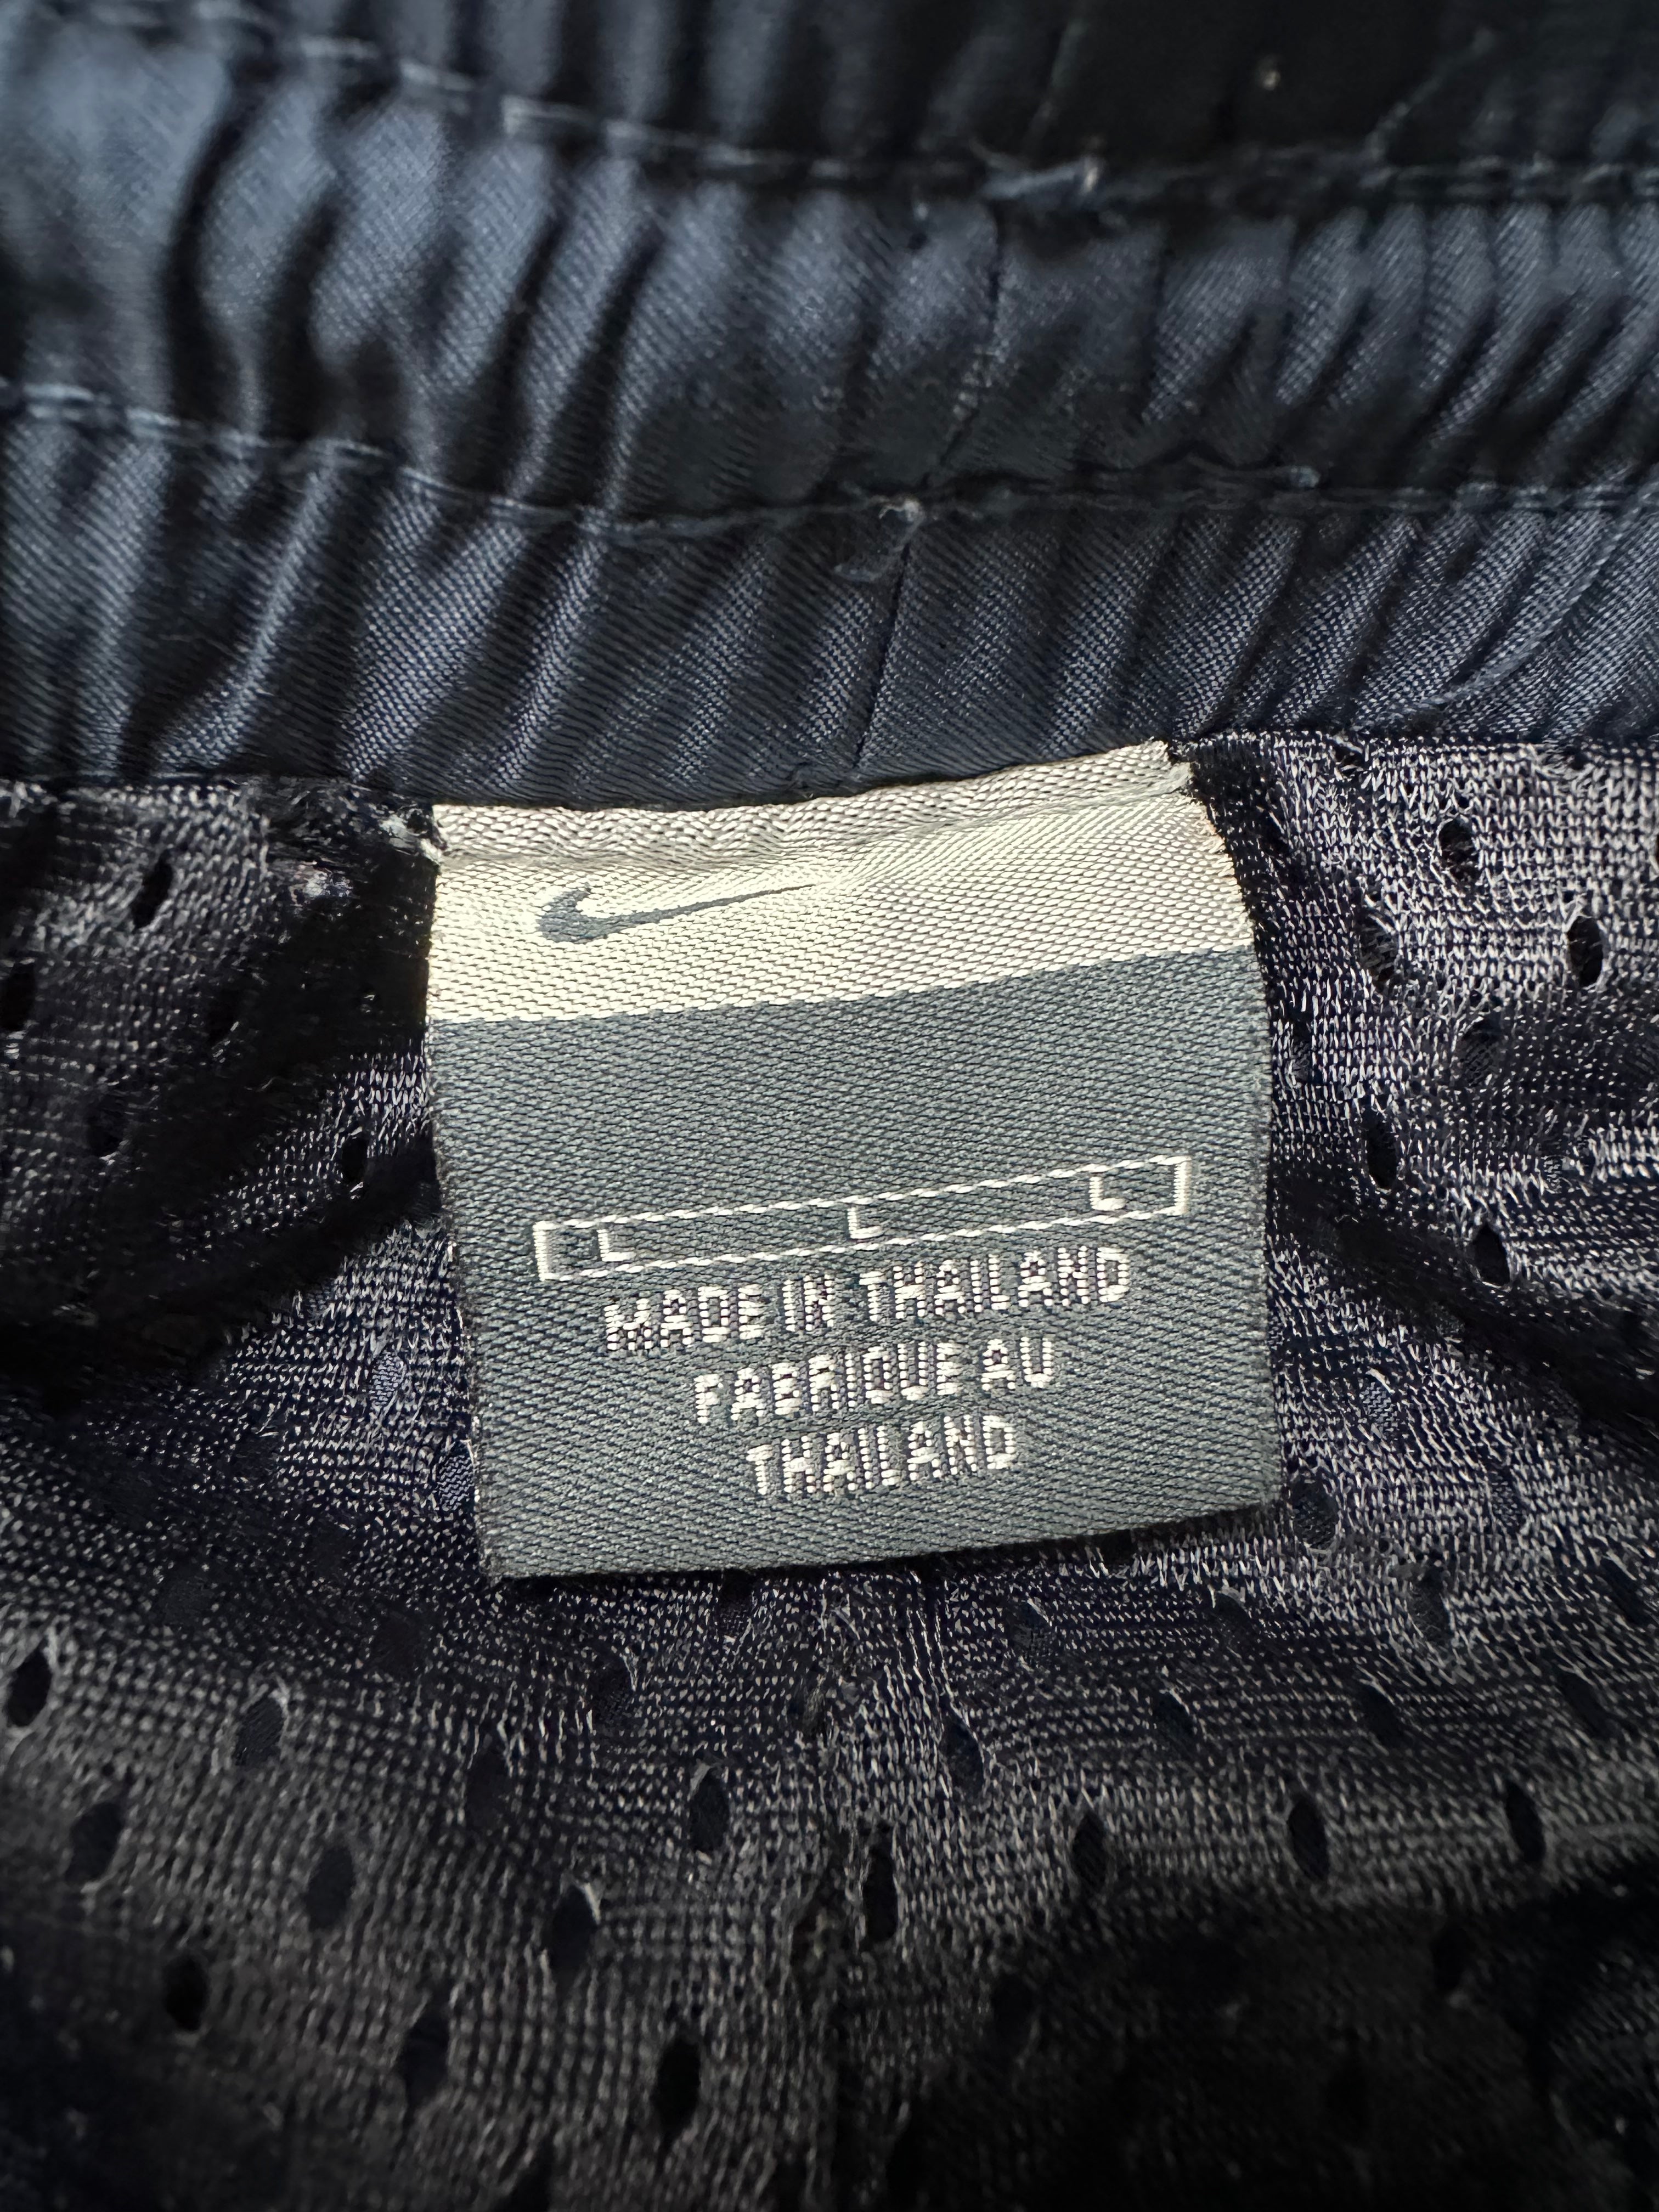 L L L
MADE IN THAILAND
FABRIQUE AU
THAILAND